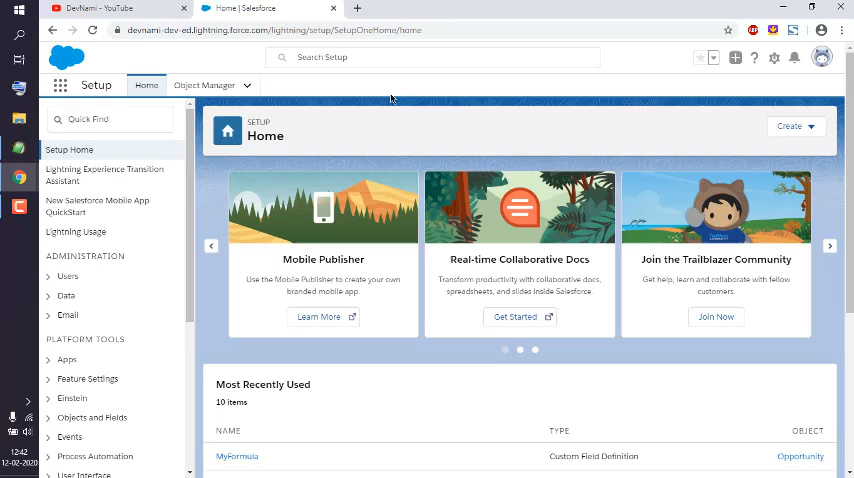 DevNami - YouTube
Home | Salesforce
devnami-dev-ed.lightning.force.com/lightning/setup/SetupOneHome/home
ABP
Search Setup
Setup
Home
Object Manager
Quick Find
Setup Home
Lightning Experience Transition
Assistant
New Salesforce Mobile App
QuickStart
Lightning Usage
ADMINISTRATION
Users
Data
Email
PLATFORM TOOLS
Apps
Feature Settings
Einstein
Objects and Fields
Events
Process Automation
User Interface
SETUP
Home
Create
Mobile Publisher
Use the Mobile Publisher to create your own
branded mobile app.
Learn More
Real-time Collaborative Docs
Transform productivity with collaborative docs,
spreadsheets, and slides inside Salesforce.
Get Started
Join the Trailblazer Community
Get help, learn and collaborate with fellow
customers.
Join Now
Most Recently Used
10 items
NAME TYPE OBJECT
MyFormula Custom Field Definition Opportunity
12:42
12-02-2020